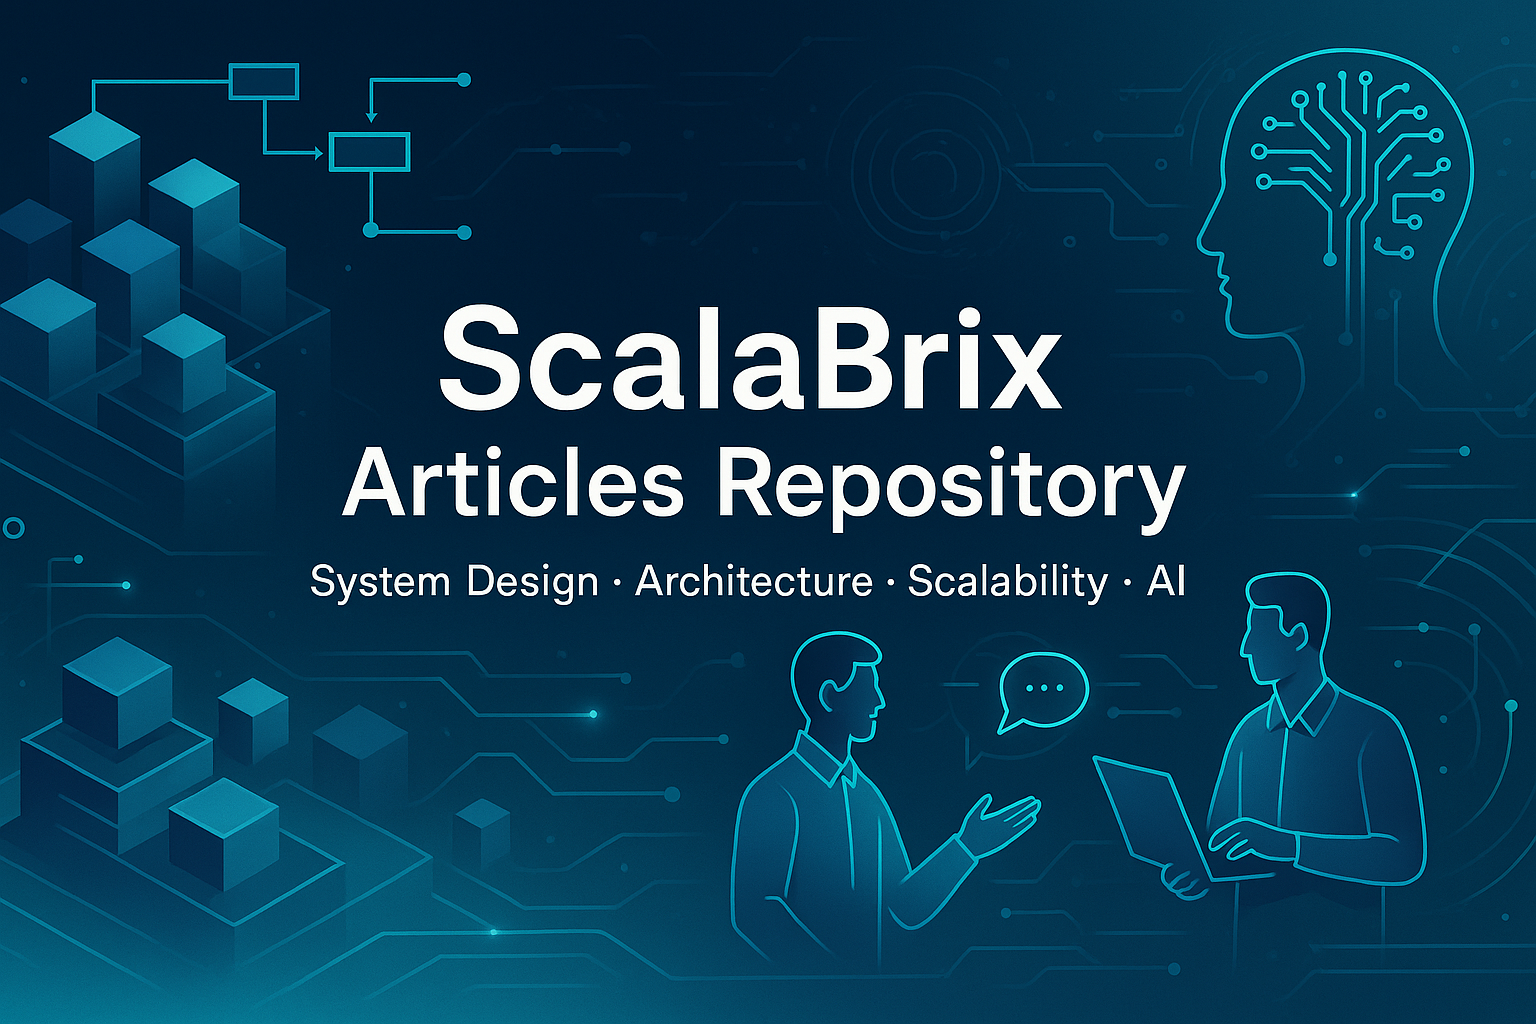 ScalaBrix
Articles Repository
System Design · Architecture · Scalability · AI